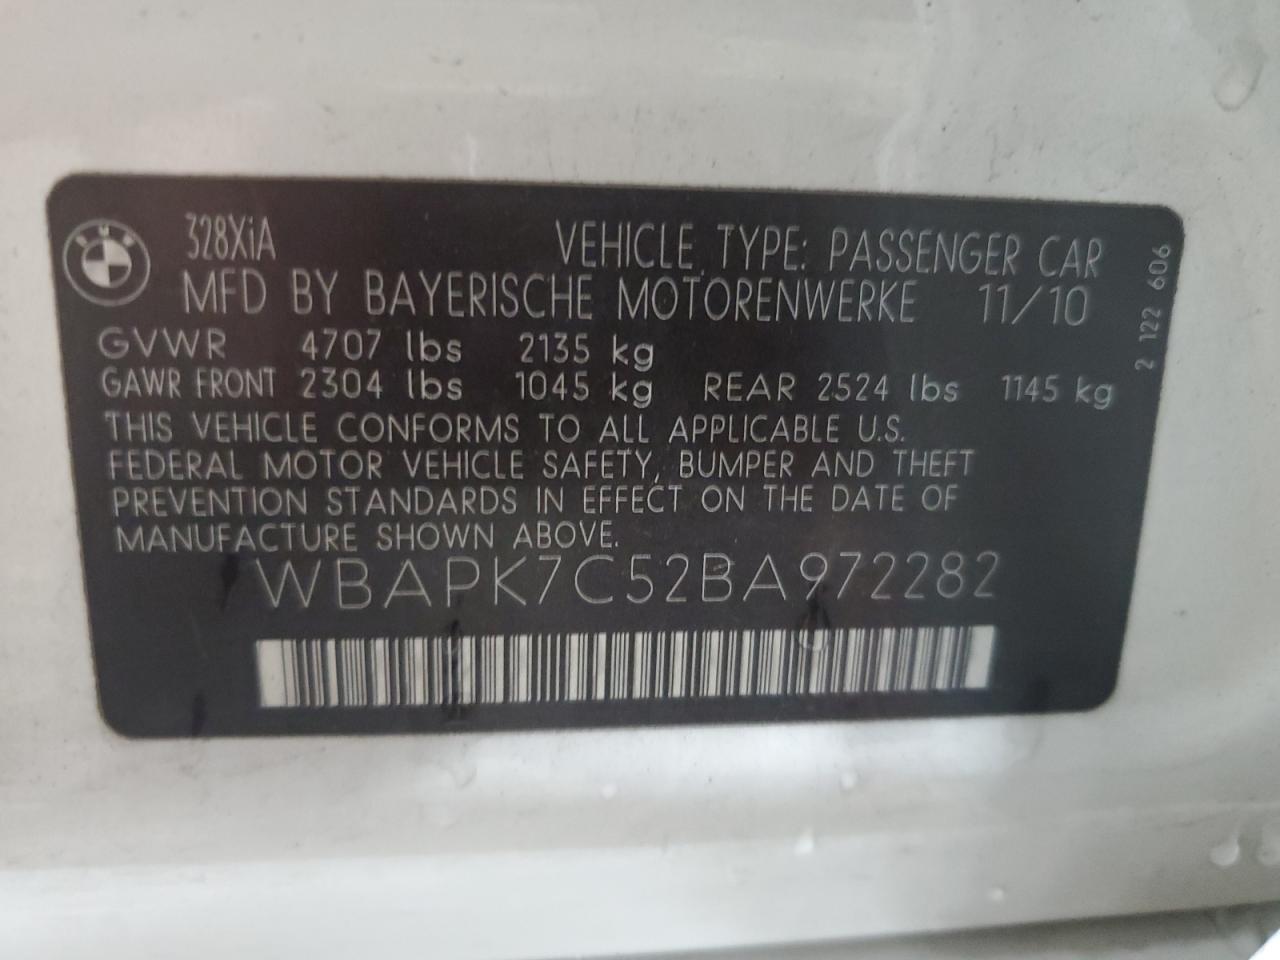 BMW
328XiA VEHICLE TYPE: PASSENGER CAR
MFD BY BAYERISCHE MOTORENWERKE 11/10
GVWR 4707 lbs 2135 kg
GAWR FRONT 2304 lbs 1045 kg REAR 2524 lbs 1145 kg
THIS VEHICLE CONFORMS TO ALL APPLICABLE U.S.
FEDERAL MOTOR VEHICLE SAFETY, BUMPER AND THEFT
PREVENTION STANDARDS IN EFFECT ON THE DATE OF
MANUFACTURE SHOWN ABOVE.
WBAPK7C52BA972282
2 122 606